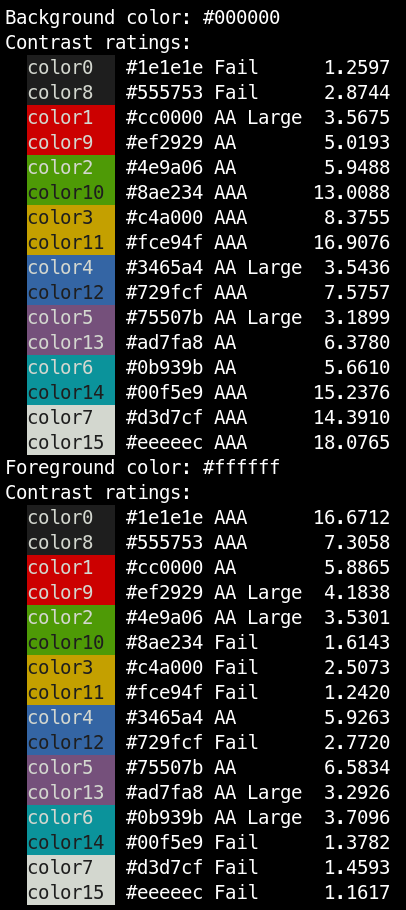 Background color: #000000
Contrast ratings:
color0 #1e1e1e Fail 1.2597
color8 #555753 Fail 2.8744
color1 #cc0000 AA Large 3.5675
color9 #ef2929 AA 5.0193
color2 #4e9a06 AA 5.9488
color10 #8ae234 AAA 13.0088
color3 #c4a000 AAA 8.3755
color11 #fce94f AAA 16.9076
color4 #3465a4 AA Large 3.5436
color12 #729fcf AAA 7.5757
color5 #75507b AA Large 3.1899
color13 #ad7fa8 AA 6.3780
color6 #0b939b AA 5.6610
color14 #00f5e9 AAA 15.2376
color7 #d3d7cf AAA 14.3910
color15 #eeeeec AAA 18.0765
Foreground color: #ffffff
Contrast ratings:
color0 #1e1e1e AAA 16.6712
color8 #555753 AAA 7.3058
color1 #cc0000 AA 5.8865
color9 #ef2929 AA Large 4.1838
color2 #4e9a06 AA Large 3.5301
color10 #8ae234 Fail 1.6143
color3 #c4a000 Fail 2.5073
color11 #fce94f Fail 1.2420
color4 #3465a4 AA 5.9263
color12 #729fcf Fail 2.7720
color5 #75507b AA 6.5834
color13 #ad7fa8 AA Large 3.2926
color6 #0b939b AA Large 3.7096
color14 #00f5e9 Fail 1.3782
color7 #d3d7cf Fail 1.4593
color15 #eeeeec Fail 1.1617